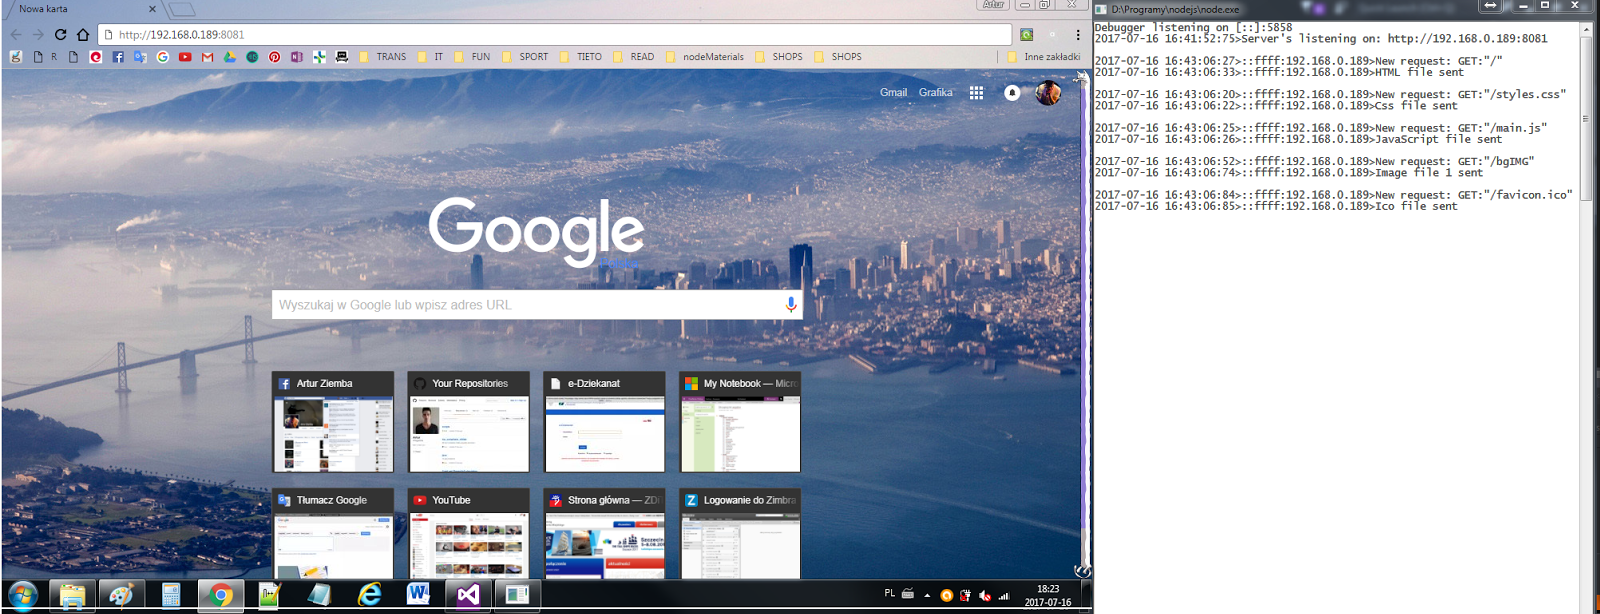 Nowa karta
Artur
http://192.168.0.189:8081
R
TRANS
IT
FUN
SPORT
TIETO
READ
nodeMaterials
SHOPS
SHOPS
Inne zakładki
Gmail
Grafika
Google
Wyszukaj w Google lub wpisz adres URL
Artur Ziemba
Your Repositories
e-Dziekanat
My Notebook — Micro
Tłumacz Google
YouTube
Strona główna — ZDi
Logowanie do Zimbra
PL
18:23
2017-07-16
D:\Programy\nodejs\node.exe
Debugger listening on [::]:5858
2017-07-16 16:41:52:75>Server's listening on: http://192.168.0.189:8081
2017-07-16 16:43:06:27>::ffff:192.168.0.189>New request: GET:"/"
2017-07-16 16:43:06:33>::ffff:192.168.0.189>HTML file sent
2017-07-16 16:43:06:20>::ffff:192.168.0.189>New request: GET:"/styles.css"
2017-07-16 16:43:06:22>::ffff:192.168.0.189>Css file sent
2017-07-16 16:43:06:25>::ffff:192.168.0.189>New request: GET:"/main.js"
2017-07-16 16:43:06:26>::ffff:192.168.0.189>JavaScript file sent
2017-07-16 16:43:06:52>::ffff:192.168.0.189>New request: GET:"/bgIMG"
2017-07-16 16:43:06:74>::ffff:192.168.0.189>Image file 1 sent
2017-07-16 16:43:06:84>::ffff:192.168.0.189>New request: GET:"/favicon.ico"
2017-07-16 16:43:06:85>::ffff:192.168.0.189>Ico file sent